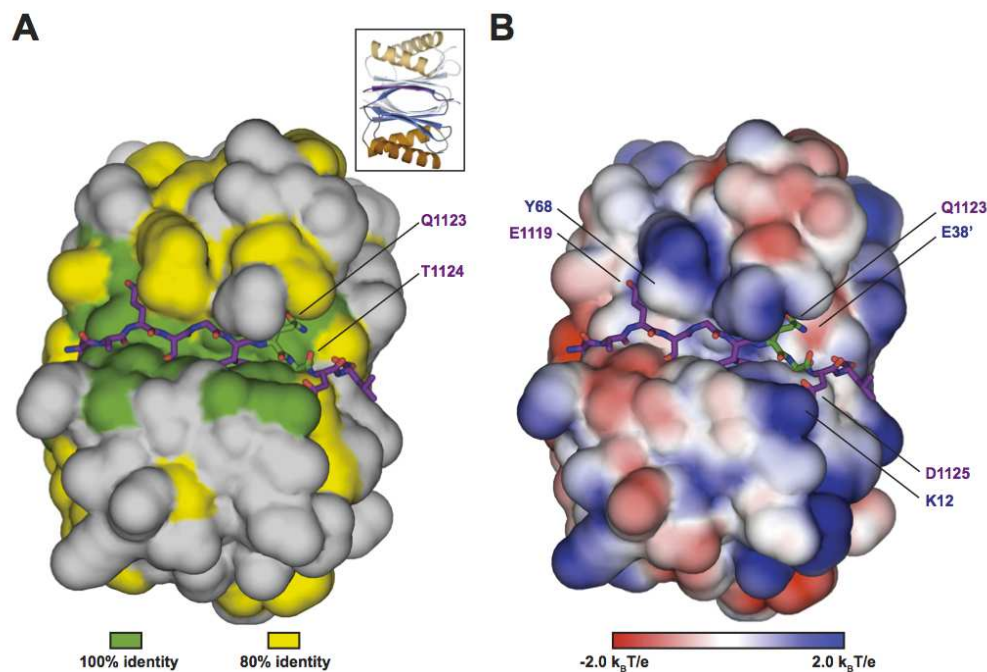 A
B
Q1123
T1124
Y68
E1119
Q1123
E38'
D1125
K12
100% identity
80% identity
-2.0 kBT/e
2.0 kBT/e